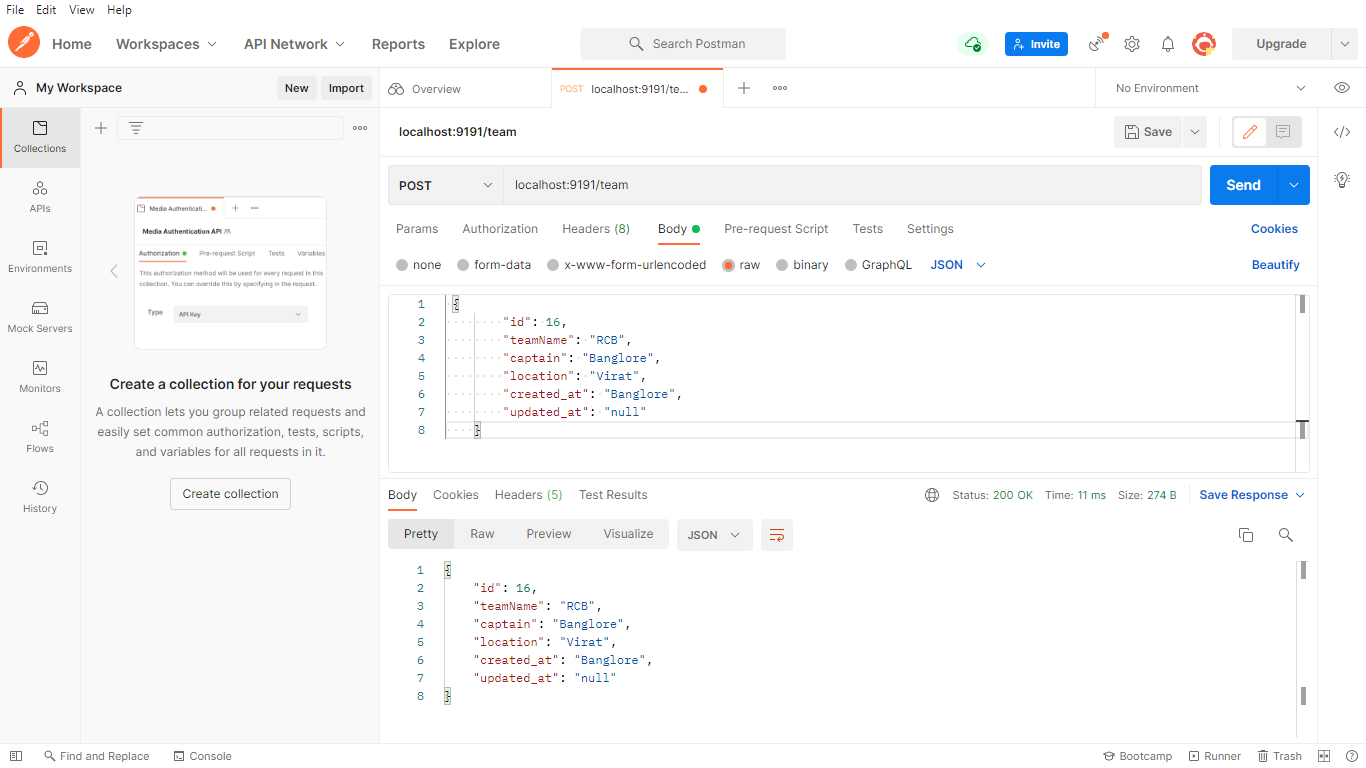 File Edit View Help
Home Workspaces API Network Reports Explore Search Postman Invite Upgrade
My Workspace New Import Overview POST localhost:9191/te... No Environment
Collections
APIs
Environments
Mock Servers
Monitors
Flows
History
Media Authenticati...
Media Authentication API
Authorization Pre-request Script Tests Variables
This authorization method will be used for every request in this
collection. You can override this by specifying in the request.
Type API Key
Create a collection for your requests
A collection lets you group related requests and
easily set common authorization, tests, scripts,
and variables for all requests in it.
Create collection
localhost:9191/team Save
POST localhost:9191/team Send
Params Authorization Headers (8) Body Pre-request Script Tests Settings Cookies
none form-data x-www-form-urlencoded raw binary GraphQL JSON Beautify
1 {
2 "id": 16,
3 "teamName": "RCB",
4 "captain": "Banglore",
5 "location": "Virat",
6 "created_at": "Banglore",
7 "updated_at": "null"
8 }
Body Cookies Headers (5) Test Results Status: 200 OK Time: 11 ms Size: 274 B Save Response
Pretty Raw Preview Visualize JSON
1 {
2 "id": 16,
3 "teamName": "RCB",
4 "captain": "Banglore",
5 "location": "Virat",
6 "created_at": "Banglore",
7 "updated_at": "null"
8 }
Find and Replace Console Bootcamp Runner Trash